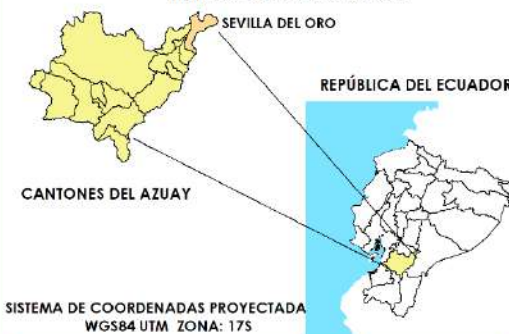 SEVILLA DEL ORO
REPÚBLICA DEL ECUADOR
CANTONES DEL AZUAY
SISTEMA DE COORDENADAS PROYECTADA
WGS84 UTM ZONA: 17S